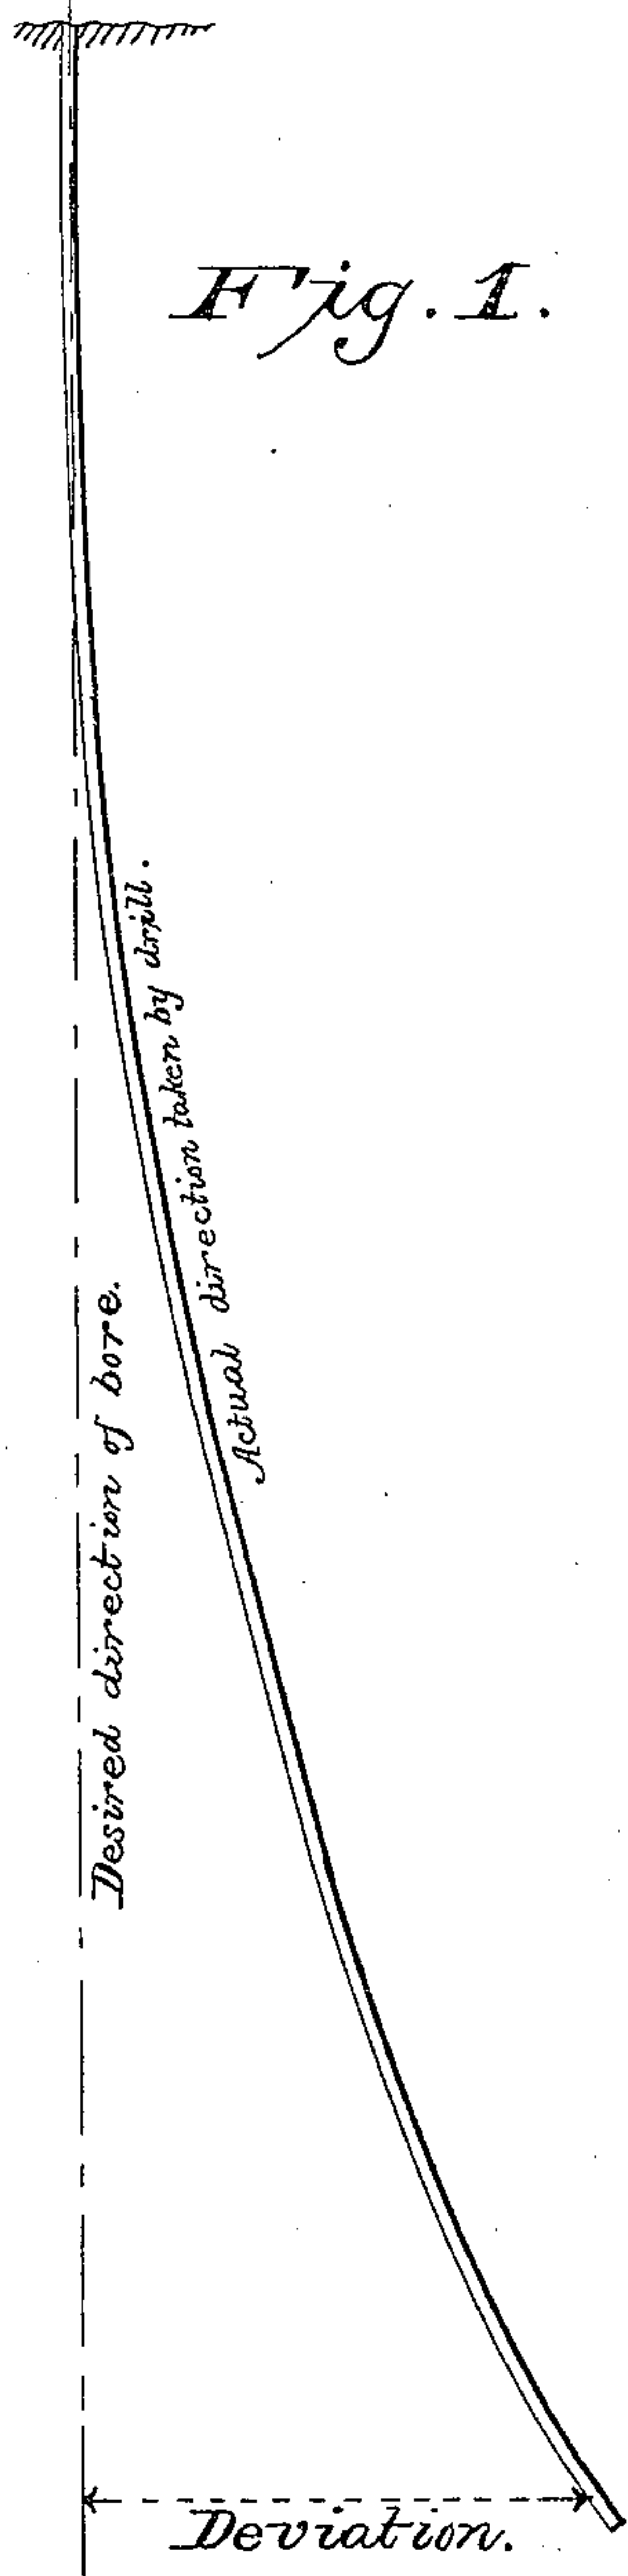 Fig. 1.
Actual direction taken by drill.
Desired direction of bore.
Deviation.